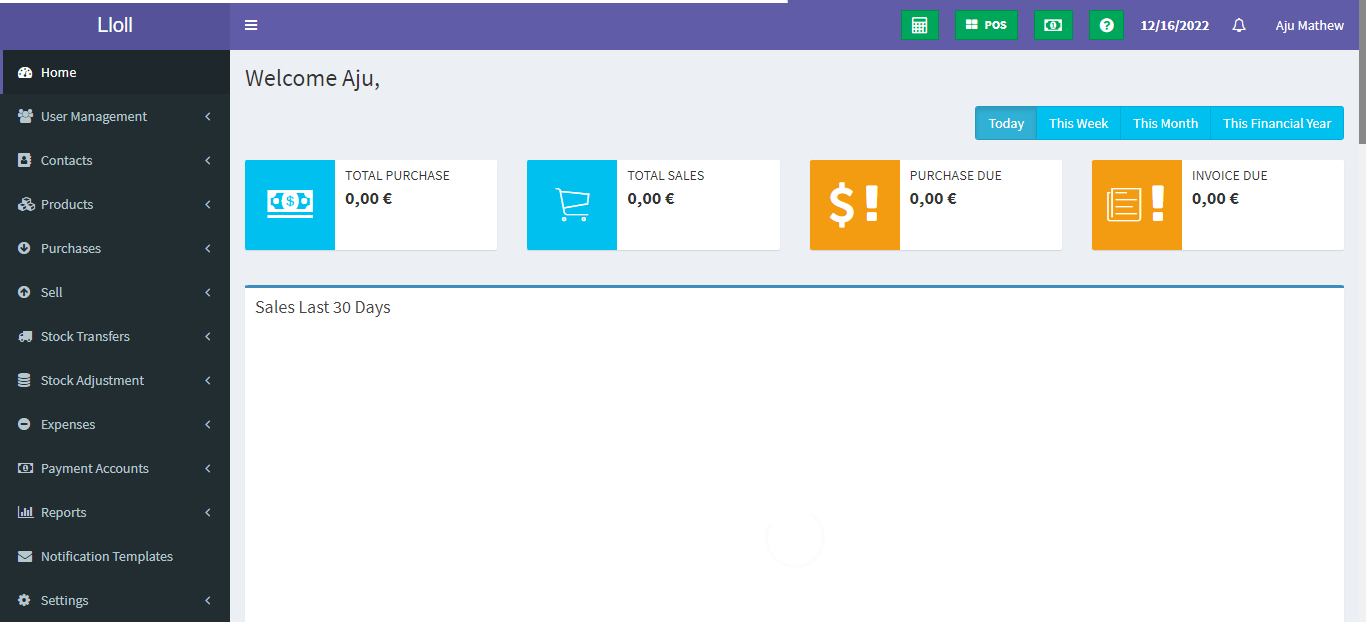 Lloll
POS
12/16/2022
Aju Mathew
Home
User Management
Contacts
Products
Purchases
Sell
Stock Transfers
Stock Adjustment
Expenses
Payment Accounts
Reports
Notification Templates
Settings
Welcome Aju,
Today This Week This Month This Financial Year
TOTAL PURCHASE
0,00 €
TOTAL SALES
0,00 €
PURCHASE DUE
0,00 €
INVOICE DUE
0,00 €
Sales Last 30 Days